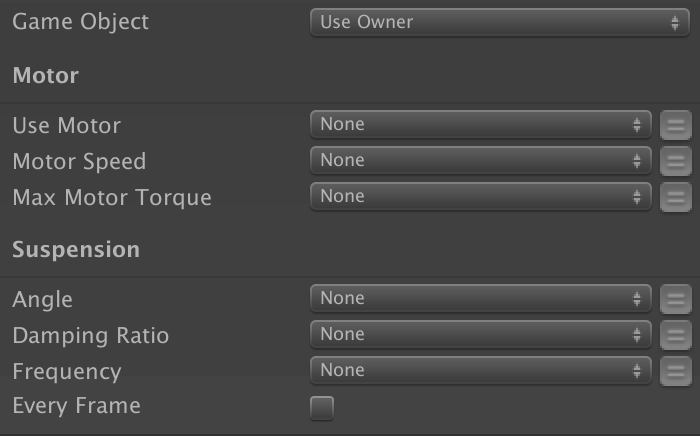 Game Object Use Owner
Motor
Use Motor None
Motor Speed None
Max Motor Torque None
Suspension
Angle None
Damping Ratio None
Frequency None
Every Frame